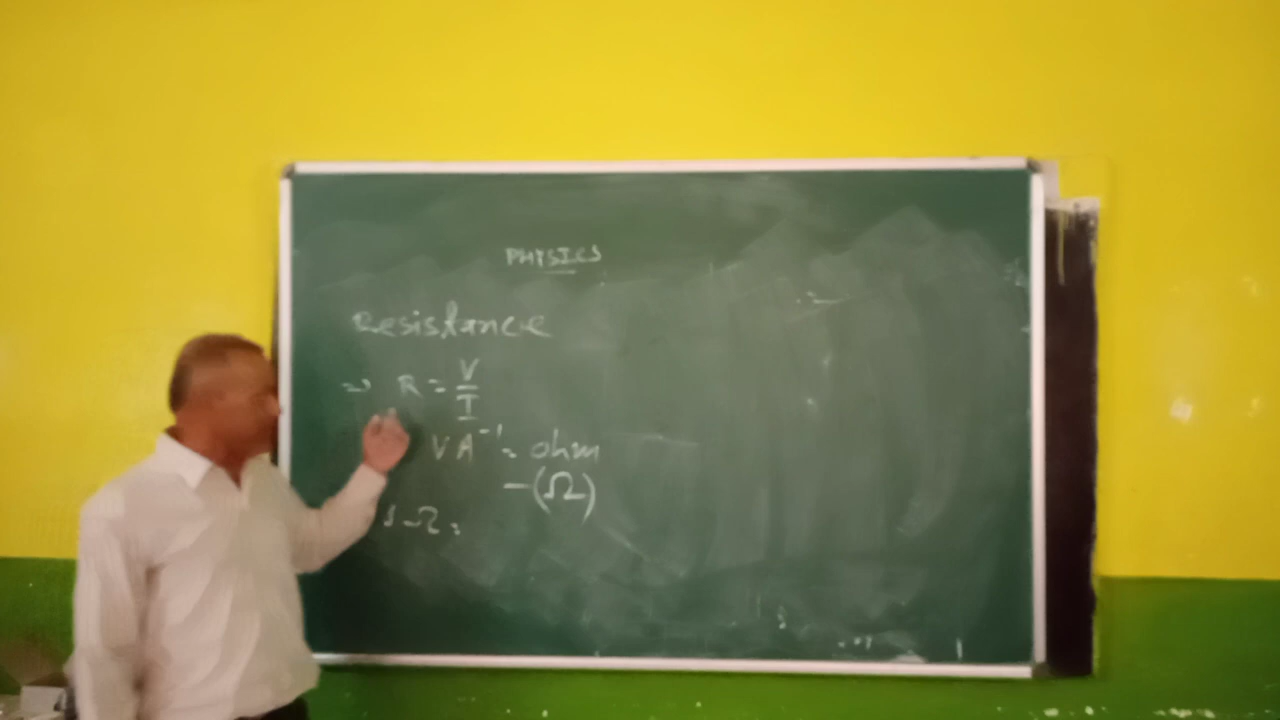 PHYSICS
Resistance
⇒ R = V/I
VA⁻¹ = ohm
-(Ω)
1 Ω =